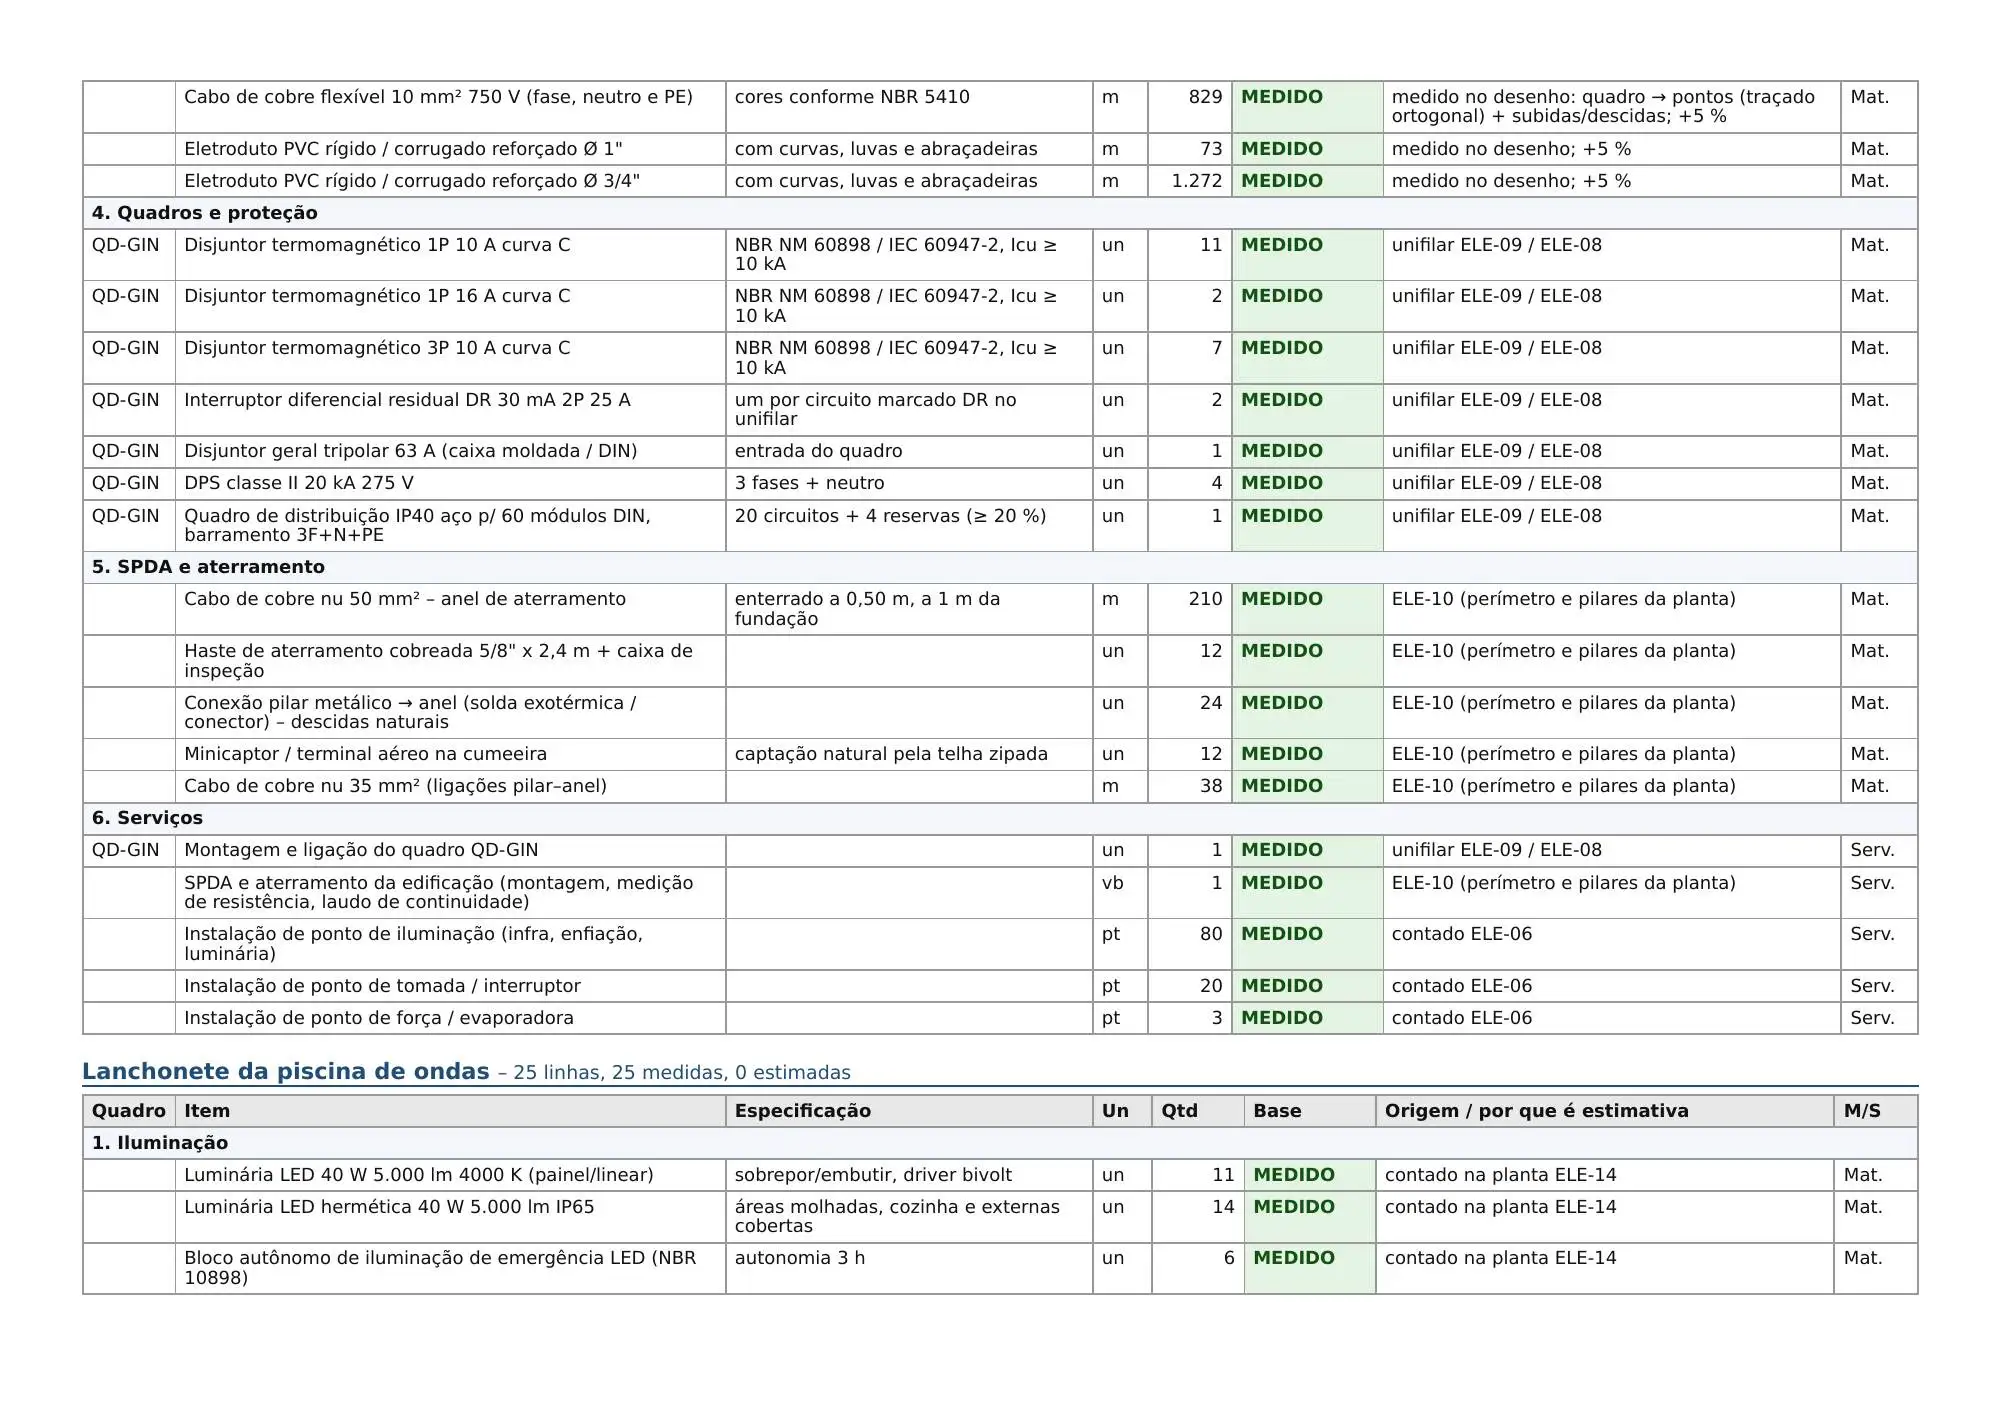 Cabo de cobre flexível 10 mm² 750 V (fase, neutro e PE) cores conforme NBR 5410 m 829 MEDIDO medido no desenho: quadro → pontos (traçado Mat.
ortogonal) + subidas/descidas; +5 %
Eletroduto PVC rígido / corrugado reforçado Ø 1" com curvas, luvas e abraçadeiras m 73 MEDIDO medido no desenho; +5 % Mat.
Eletroduto PVC rígido / corrugado reforçado Ø 3/4" com curvas, luvas e abraçadeiras m 1.272 MEDIDO medido no desenho; +5 % Mat.
4. Quadros e proteção
QD-GIN Disjuntor termomagnético 1P 10 A curva C NBR NM 60898 / IEC 60947-2, Icu ≥ un 11 MEDIDO unifilar ELE-09 / ELE-08 Mat.
10 kA
QD-GIN Disjuntor termomagnético 1P 16 A curva C NBR NM 60898 / IEC 60947-2, Icu ≥ un 2 MEDIDO unifilar ELE-09 / ELE-08 Mat.
10 kA
QD-GIN Disjuntor termomagnético 3P 10 A curva C NBR NM 60898 / IEC 60947-2, Icu ≥ un 7 MEDIDO unifilar ELE-09 / ELE-08 Mat.
10 kA
QD-GIN Interruptor diferencial residual DR 30 mA 2P 25 A um por circuito marcado DR no un 2 MEDIDO unifilar ELE-09 / ELE-08 Mat.
unifilar
QD-GIN Disjuntor geral tripolar 63 A (caixa moldada / DIN) entrada do quadro un 1 MEDIDO unifilar ELE-09 / ELE-08 Mat.
QD-GIN DPS classe II 20 kA 275 V 3 fases + neutro un 4 MEDIDO unifilar ELE-09 / ELE-08 Mat.
QD-GIN Quadro de distribuição IP40 aço p/ 60 módulos DIN, 20 circuitos + 4 reservas (≥ 20 %) un 1 MEDIDO unifilar ELE-09 / ELE-08 Mat.
barramento 3F+N+PE
5. SPDA e aterramento
Cabo de cobre nu 50 mm² – anel de aterramento enterrado a 0,50 m, a 1 m da m 210 MEDIDO ELE-10 (perímetro e pilares da planta) Mat.
fundação
Haste de aterramento cobreada 5/8" x 2,4 m + caixa de un 12 MEDIDO ELE-10 (perímetro e pilares da planta) Mat.
inspeção
Conexão pilar metálico → anel (solda exotérmica / un 24 MEDIDO ELE-10 (perímetro e pilares da planta) Mat.
conector) – descidas naturais
Minicaptor / terminal aéreo na cumeeira captação natural pela telha zipada un 12 MEDIDO ELE-10 (perímetro e pilares da planta) Mat.
Cabo de cobre nu 35 mm² (ligações pilar–anel) m 38 MEDIDO ELE-10 (perímetro e pilares da planta) Mat.
6. Serviços
QD-GIN Montagem e ligação do quadro QD-GIN un 1 MEDIDO unifilar ELE-09 / ELE-08 Serv.
SPDA e aterramento da edificação (montagem, medição vb 1 MEDIDO ELE-10 (perímetro e pilares da planta) Serv.
de resistência, laudo de continuidade)
Instalação de ponto de iluminação (infra, enfiação, pt 80 MEDIDO contado ELE-06 Serv.
luminária)
Instalação de ponto de tomada / interruptor pt 20 MEDIDO contado ELE-06 Serv.
Instalação de ponto de força / evaporadora pt 3 MEDIDO contado ELE-06 Serv.
Lanchonete da piscina de ondas – 25 linhas, 25 medidas, 0 estimadas
Quadro Item Especificação Un Qtd Base Origem / por que é estimativa M/S
1. Iluminação
Luminária LED 40 W 5.000 lm 4000 K (painel/linear) sobrepor/embutir, driver bivolt un 11 MEDIDO contado na planta ELE-14 Mat.
Luminária LED hermética 40 W 5.000 lm IP65 áreas molhadas, cozinha e externas un 14 MEDIDO contado na planta ELE-14 Mat.
cobertas
Bloco autônomo de iluminação de emergência LED (NBR autonomia 3 h un 6 MEDIDO contado na planta ELE-14 Mat.
10898)